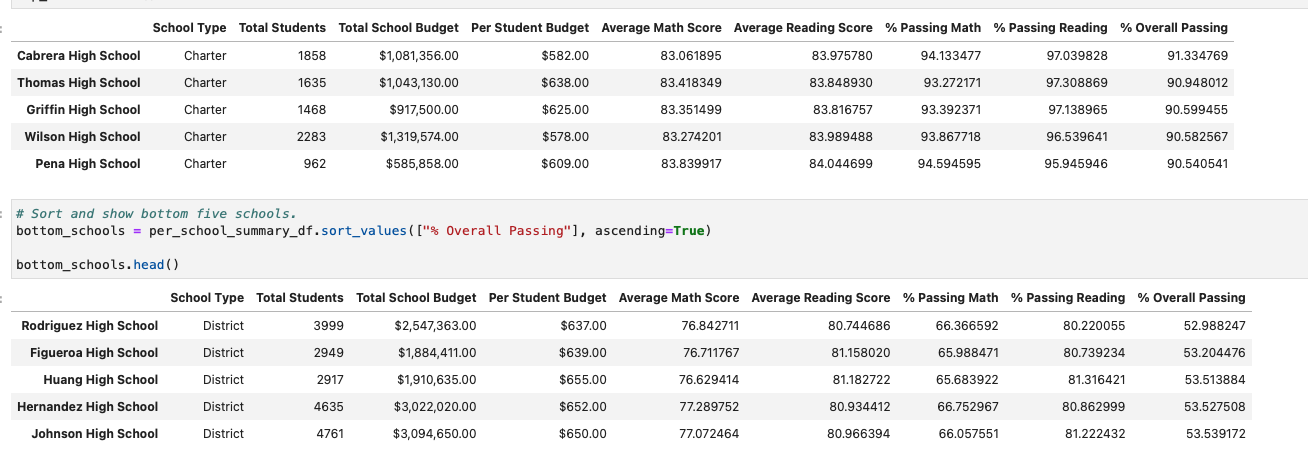 School Type Total Students Total School Budget Per Student Budget Average Math Score Average Reading Score % Passing Math % Passing Reading % Overall Passing
Cabrera High School Charter 1858 $1,081,356.00 $582.00 83.061895 83.975780 94.133477 97.039828 91.334769
Thomas High School Charter 1635 $1,043,130.00 $638.00 83.418349 83.848930 93.272171 97.308869 90.948012
Griffin High School Charter 1468 $917,500.00 $625.00 83.351499 83.816757 93.392371 97.138965 90.599455
Wilson High School Charter 2283 $1,319,574.00 $578.00 83.274201 83.989488 93.867718 96.539641 90.582567
Pena High School Charter 962 $585,858.00 $609.00 83.839917 84.044699 94.594595 95.945946 90.540541
# Sort and show bottom five schools.
bottom_schools = per_school_summary_df.sort_values(["% Overall Passing"], ascending=True)
bottom_schools.head()
School Type Total Students Total School Budget Per Student Budget Average Math Score Average Reading Score % Passing Math % Passing Reading % Overall Passing
Rodriguez High School District 3999 $2,547,363.00 $637.00 76.842711 80.744686 66.366592 80.220055 52.988247
Figueroa High School District 2949 $1,884,411.00 $639.00 76.711767 81.158020 65.988471 80.739234 53.204476
Huang High School District 2917 $1,910,635.00 $655.00 76.629414 81.182722 65.683922 81.316421 53.513884
Hernandez High School District 4635 $3,022,020.00 $652.00 77.289752 80.934412 66.752967 80.862999 53.527508
Johnson High School District 4761 $3,094,650.00 $650.00 77.072464 80.966394 66.057551 81.222432 53.539172